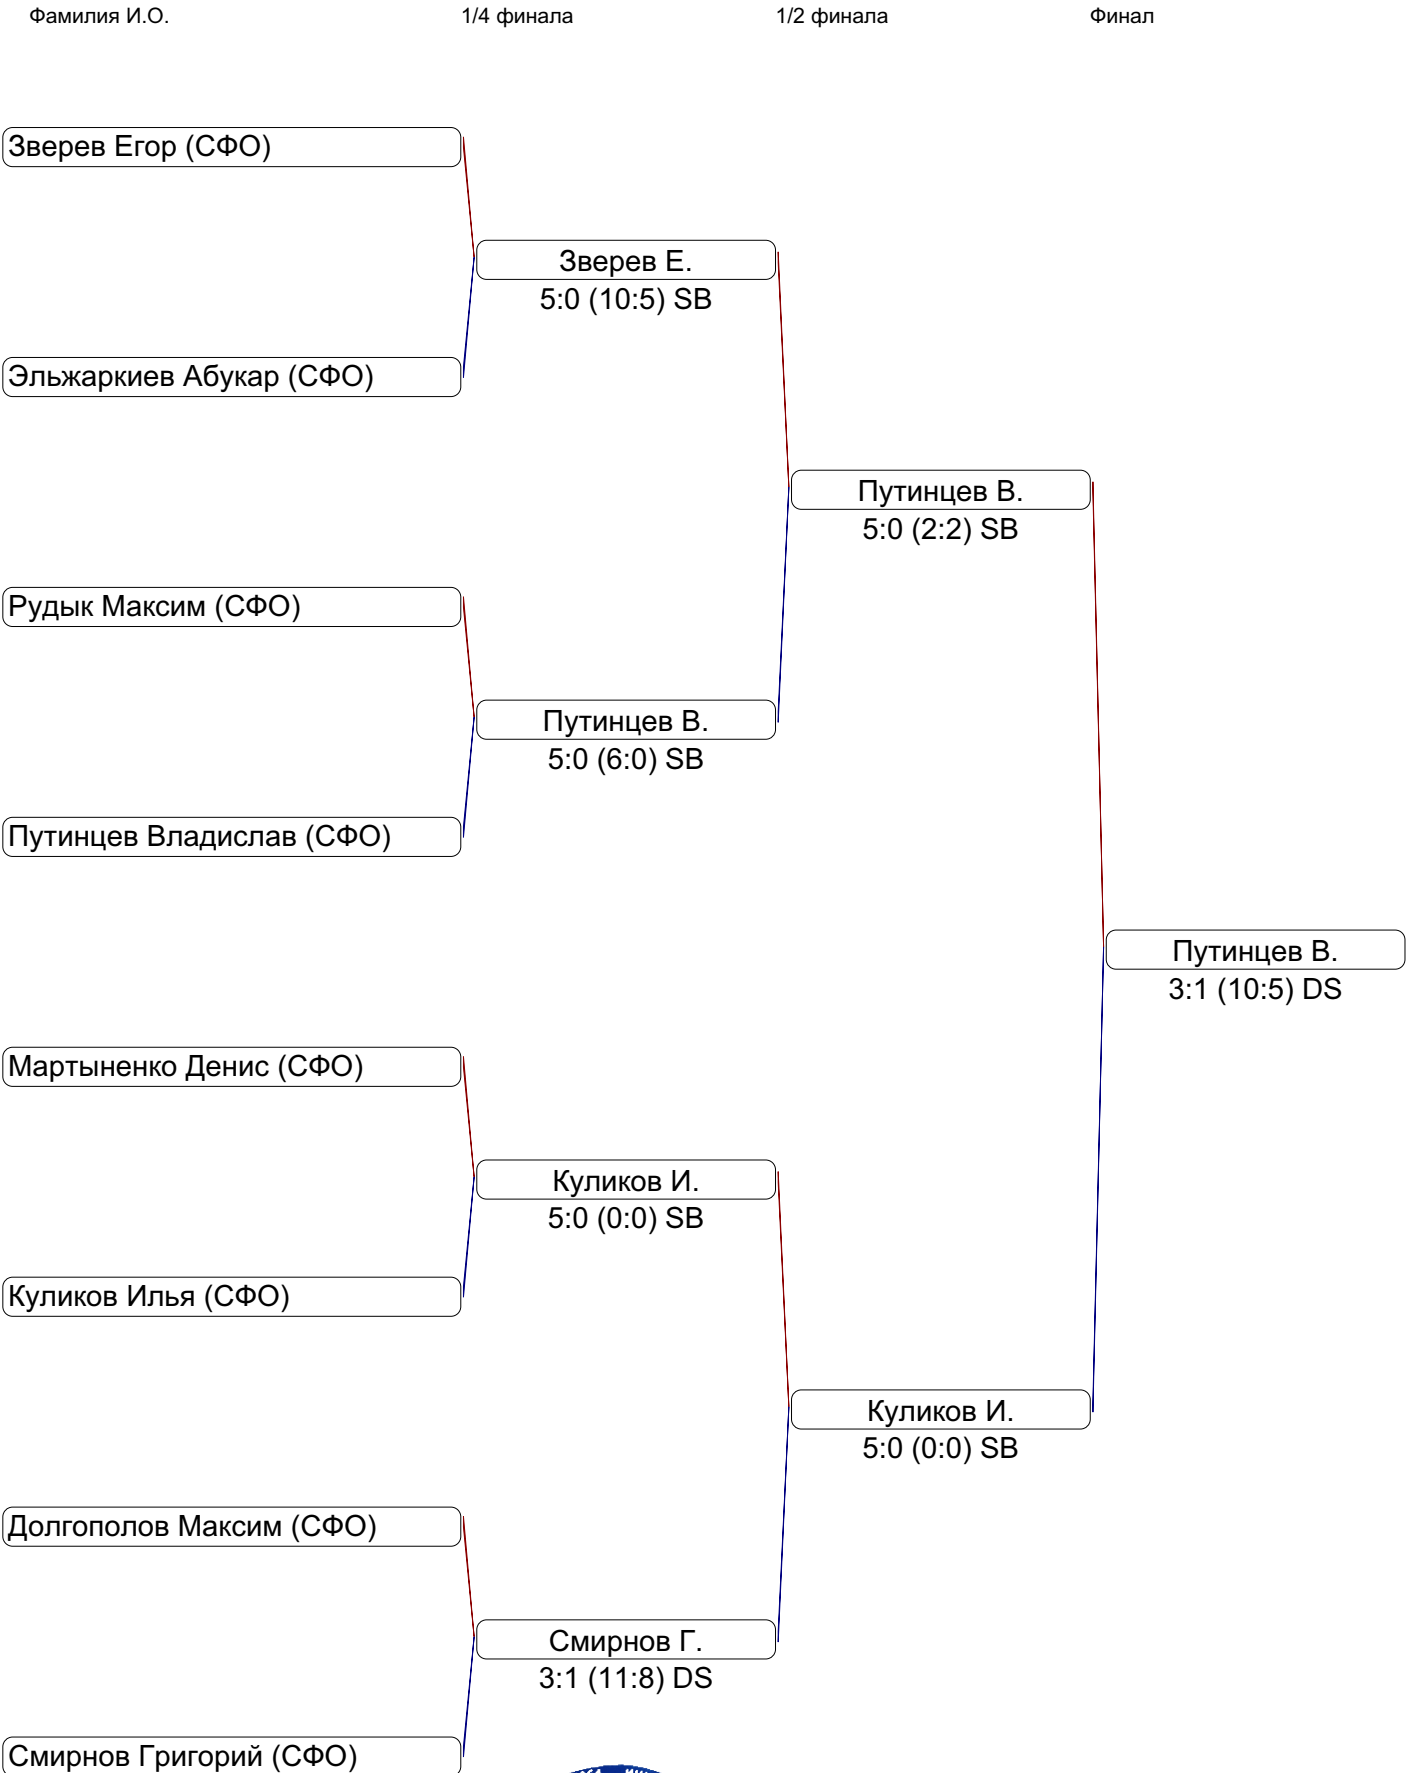 Фамилия И.О. 1/4 финала 1/2 финала Финал
Зверев Егор (СФО)
Зверев Е.
5:0 (10:5) SB
Эльжаркиев Абукар (СФО)
Путинцев В.
5:0 (2:2) SB
Рудык Максим (СФО)
Путинцев В.
5:0 (6:0) SB
Путинцев Владислав (СФО)
Путинцев В.
3:1 (10:5) DS
Мартыненко Денис (СФО)
Куликов И.
5:0 (0:0) SB
Куликов Илья (СФО)
Куликов И.
5:0 (0:0) SB
Долгополов Максим (СФО)
Смирнов Г.
3:1 (11:8) DS
Смирнов Григорий (СФО)